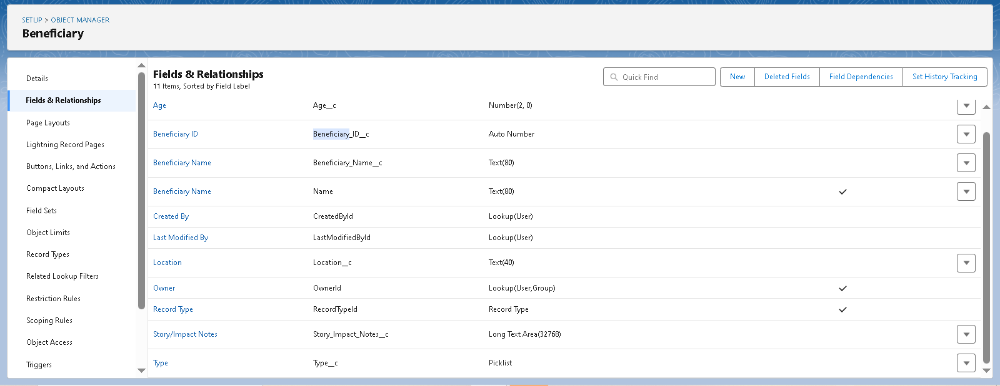 SETUP > OBJECT MANAGER
Beneficiary
Details
Fields & Relationships
Page Layouts
Lightning Record Pages
Buttons, Links, and Actions
Compact Layouts
Field Sets
Object Limits
Record Types
Related Lookup Filters
Restriction Rules
Scoping Rules
Object Access
Triggers
Fields & Relationships
11 Items, Sorted by Field Label
Quick Find
New Deleted Fields Field Dependencies Set History Tracking
Age Age__c Number(2, 0)
Beneficiary ID Beneficiary_ID__c Auto Number
Beneficiary Name Beneficiary_Name__c Text(80)
Beneficiary Name Name Text(80)
Created By CreatedById Lookup(User)
Last Modified By LastModifiedById Lookup(User)
Location Location__c Text(40)
Owner OwnerId Lookup(User,Group)
Record Type RecordTypeId Record Type
Story/Impact Notes Story_Impact_Notes__c Long Text Area(32768)
Type Type__c Picklist